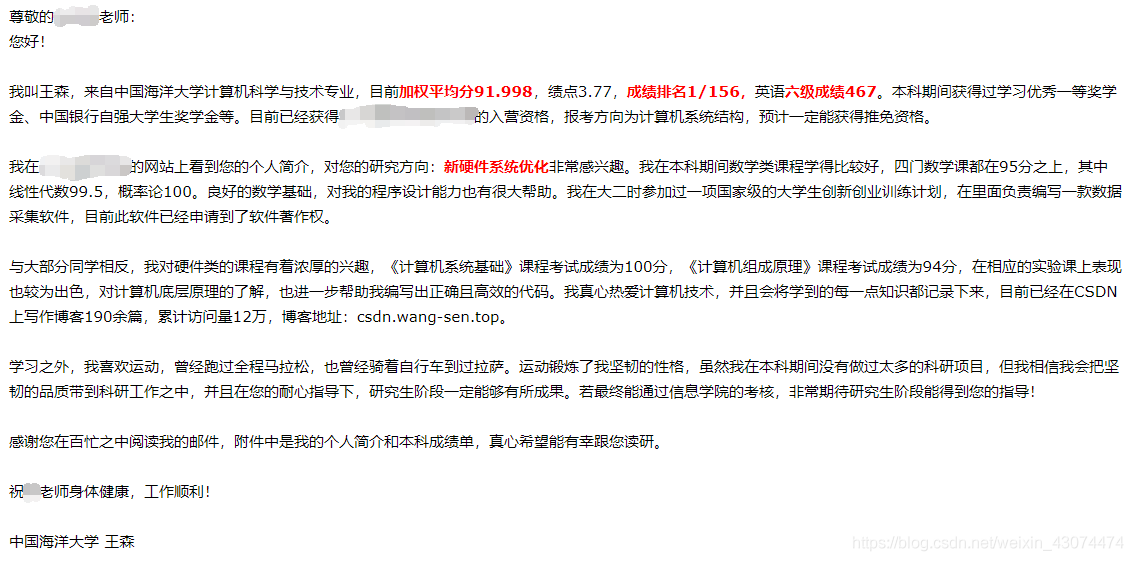 尊敬的 老师：
您好！
我叫王森，来自中国海洋大学计算机科学与技术专业，目前加权平均分91.998，绩点3.77，成绩排名1/156，英语六级成绩467。本科期间获得过学习优秀一等奖学
金、中国银行自强大学生奖学金等。目前已经获得 的入营资格，报考方向为计算机系统结构，预计一定能获得推免资格。
我在 的网站上看到您的个人简介，对您的研究方向：新硬件系统优化非常感兴趣。我在本科期间数学类课程学得比较好，四门数学课都在95分之上，其中
线性代数99.5，概率论100。良好的数学基础，对我的程序设计能力也有很大帮助。我在大二时参加过一项国家级的大学生创新创业训练计划，在里面负责编写一款数据
采集软件，目前此软件已经申请到了软件著作权。
与大部分同学相反，我对硬件类的课程有着浓厚的兴趣，《计算机系统基础》课程考试成绩为100分，《计算机组成原理》课程考试成绩为94分，在相应的实验课上表现
也较为出色，对计算机底层原理的了解，也进一步帮助我编写出正确且高效的代码。我真心热爱计算机技术，并且会将学到的每一点知识都记录下来，目前已经在CSDN
上写作博客190余篇，累计访问量12万，博客地址：csdn.wang-sen.top。
学习之外，我喜欢运动，曾经跑过全程马拉松，也曾经骑着自行车到过拉萨。运动锻炼了我坚韧的性格，虽然我在本科期间没有做过太多的科研项目，但我相信我会把坚
韧的品质带到科研工作之中，并且在您的耐心指导下，研究生阶段一定能够有所成果。若最终能通过信息学院的考核，非常期待研究生阶段能得到您的指导！
感谢您在百忙之中阅读我的邮件，附件中是我的个人简介和本科成绩单，真心希望能有幸跟您读研。
祝 老师身体健康，工作顺利！
中国海洋大学 王森
https://blog.csdn.net/weixin_43074474